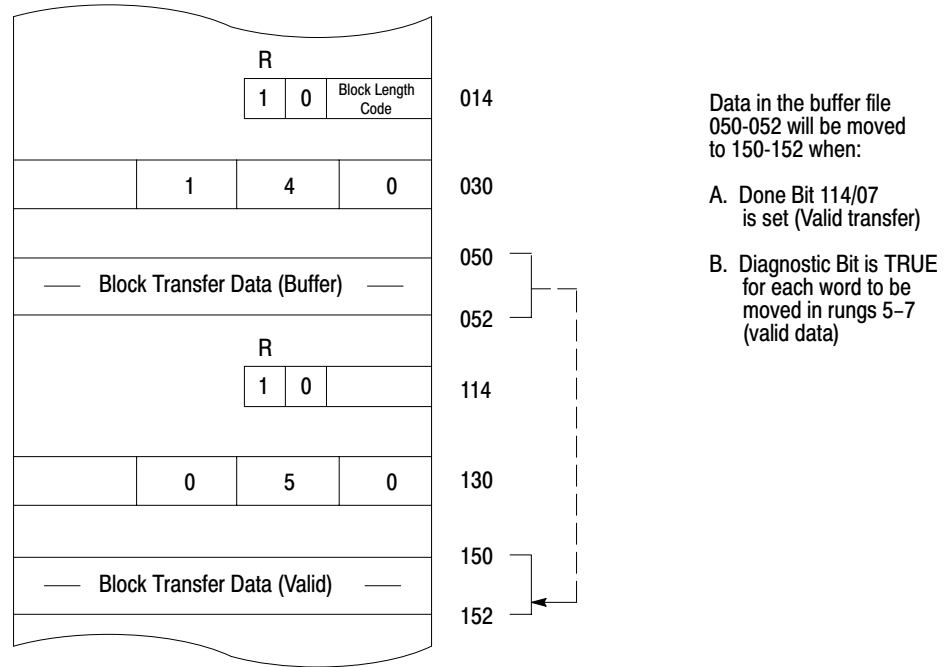 R
1 0 Block Length
Code
014
1 4 0 030
050
Block Transfer Data (Buffer)
052
R
1 0 114
0 5 0 130
150
Block Transfer Data (Valid)
152
Data in the buffer file
050-052 will be moved
to 150-152 when:
A. Done Bit 114/07
is set (Valid transfer)
B. Diagnostic Bit is TRUE
for each word to be
moved in rungs 5–7
(valid data)